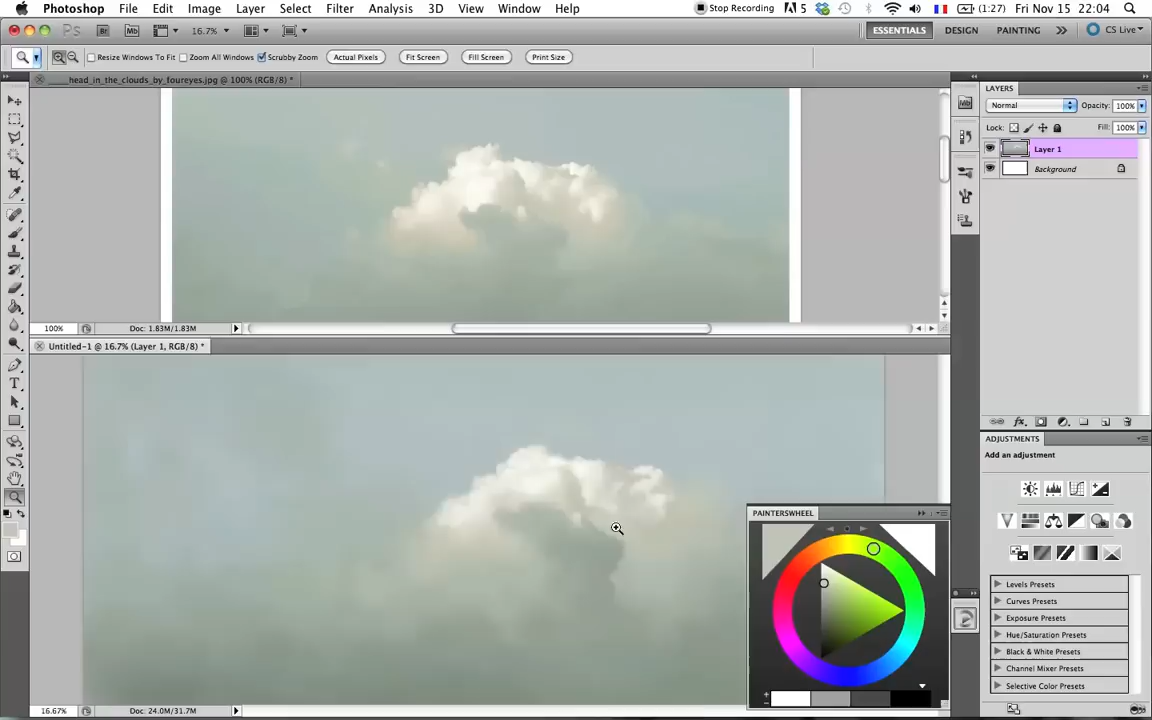 Photoshop File Edit Image Layer Select Filter Analysis 3D View Window Help Stop Recording 5 (1:27) Fri Nov 15 22:04
Ps Br Mb 16.7% ESSENTIALS DESIGN PAINTING CS Live
Resize Windows To Fit Zoom All Windows Scrubby Zoom Actual Pixels Fit Screen Fill Screen Print Size
____head_in_the_clouds_by_foureyes.jpg @ 100% (RGB/8) *
LAYERS
Normal Opacity: 100%
Lock: Fill: 100%
Layer 1
Background
100% Doc: 1.83M/1.83M
Untitled-1 @ 16.7% (Layer 1, RGB/8) *
ADJUSTMENTS
Add an adjustment
PAINTERSWHEEL
Levels Presets
Curves Presets
Exposure Presets
Hue/Saturation Presets
Black & White Presets
Channel Mixer Presets
Selective Color Presets
16.67% Doc: 24.0M/31.7M